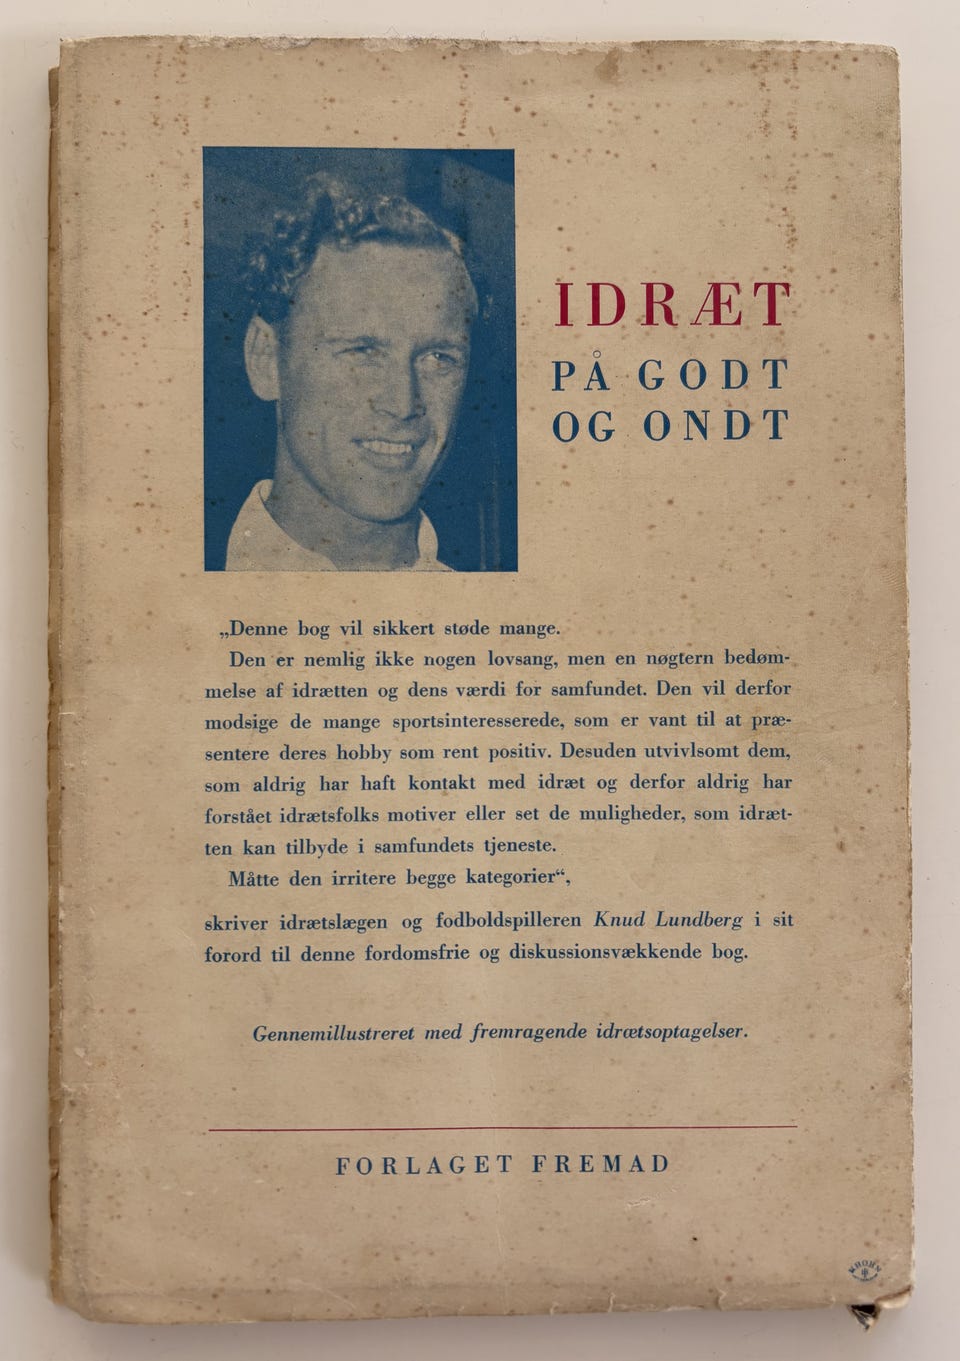 IDRÆT
PÅ GODT
OG ONDT
„Denne bog vil sikkert støde mange.
Den er nemlig ikke nogen lovsang, men en nøgtern bedøm-
melse af idrætten og dens værdi for samfundet. Den vil derfor
modsige de mange sportsinteresserede, som er vant til at præ-
sentere deres hobby som rent positiv. Desuden utvivlsomt dem,
som aldrig har haft kontakt med idræt og derfor aldrig har
forstået idrætsfolks motiver eller set de muligheder, som idræt-
ten kan tilbyde i samfundets tjeneste.
Måtte den irritere begge kategorier“,
skriver idrætslægen og fodboldspilleren Knud Lundberg i sit
forord til denne fordomsfrie og diskussionsvækkende bog.
Gennemillustreret med fremragende idrætsoptagelser.
FORLAGET FREMAD